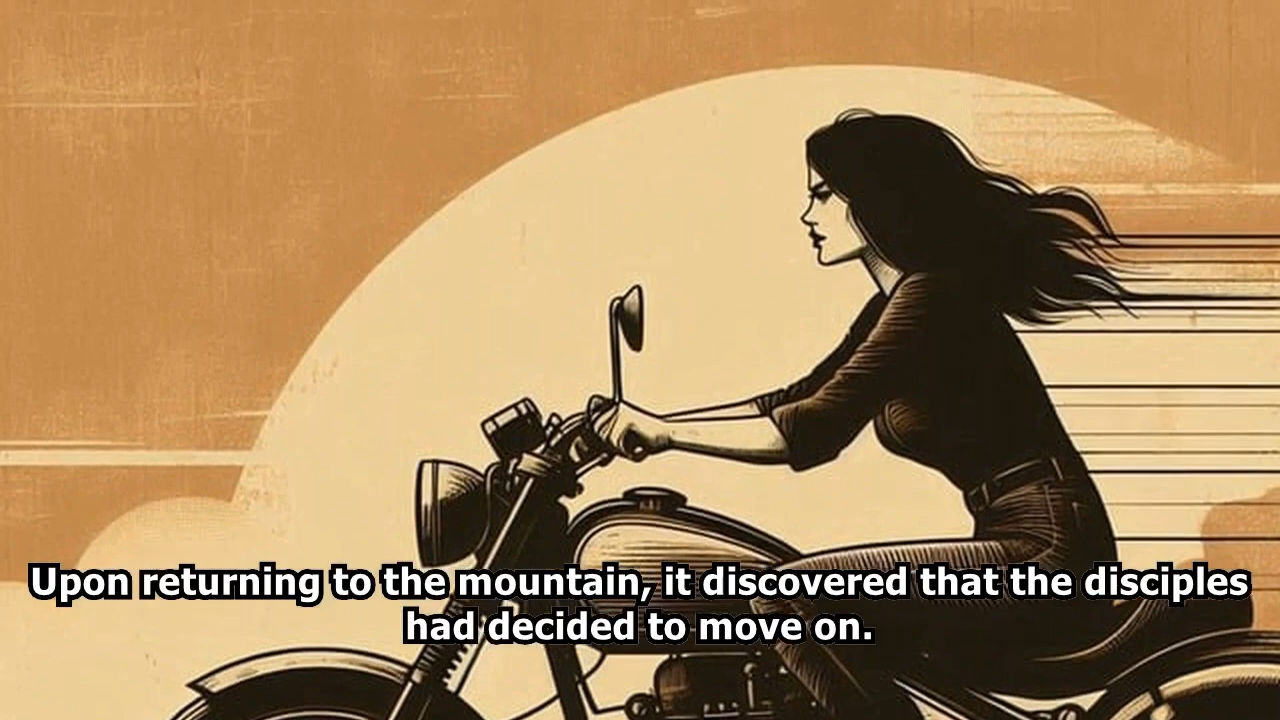 Upon returning to the mountain, it discovered that the disciples
had decided to move on.